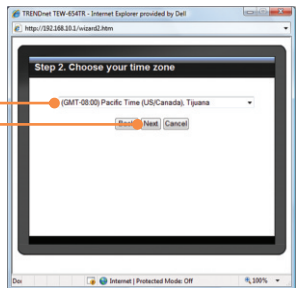 TRENDnet TEW-654TR - Internet Explorer provided by Dell
http://192.168.10.1/wizard2.htm
Step 2. Choose your time zone
(GMT-08:00) Pacific Time (US/Canada), Tijuana
Back Next Cancel
Internet | Protected Mode: Off 100%